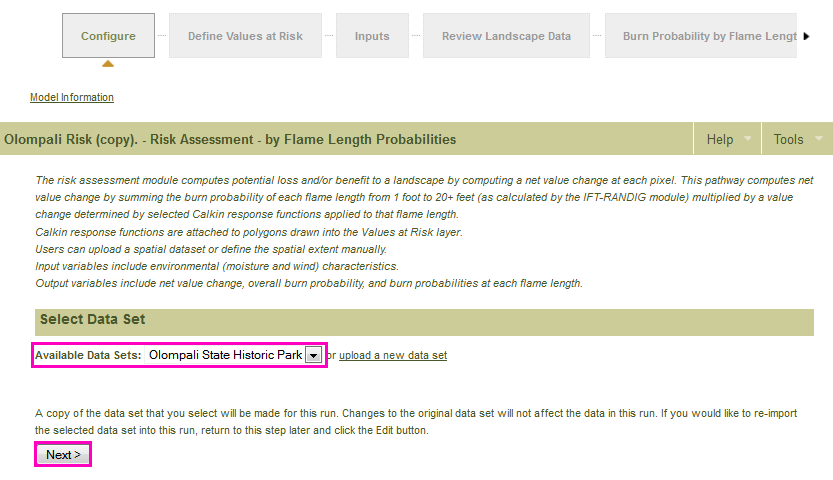 Configure
Define Values at Risk
Inputs
Review Landscape Data
Burn Probability by Flame Lengt
Model Information
Olompali Risk (copy). - Risk Assessment - by Flame Length Probabilities
Help
Tools
The risk assessment module computes potential loss and/or benefit to a landscape by computing a net value change at each pixel. This pathway computes net
value change by summing the burn probability of each flame length from 1 foot to 20+ feet (as calculated by the IFT-RANDIG module) multiplied by a value
change determined by selected Calkin response functions applied to that flame length.
Calkin response functions are attached to polygons drawn into the Values at Risk layer.
Users can upload a spatial dataset or define the spatial extent manually.
Input variables include environmental (moisture and wind) characteristics.
Output variables include net value change, overall burn probability, and burn probabilities at each flame length.
Select Data Set
Available Data Sets: Olompali State Historic Park or upload a new data set
A copy of the data set that you select will be made for this run. Changes to the original data set will not affect the data in this run. If you would like to re-import
the selected data set into this run, return to this step later and click the Edit button.
Next >